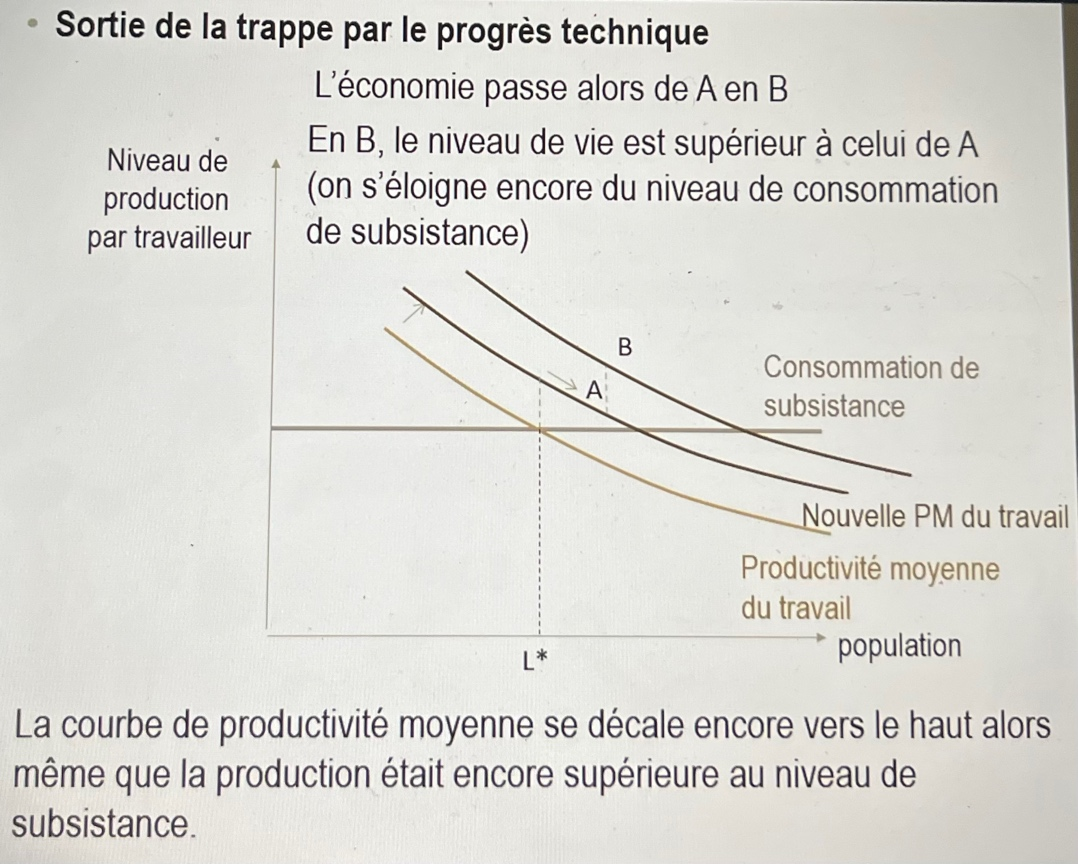 • Sortie de la trappe par le progrès technique
L'économie passe alors de A en B
En B, le niveau de vie est supérieur à celui de A
(on s'éloigne encore du niveau de consommation
de subsistance)
Niveau de
production
par travailleur
B
A
Consommation de
subsistance
Nouvelle PM du travail
Productivité moyenne
du travail
population
L*
La courbe de productivité moyenne se décale encore vers le haut alors
même que la production était encore supérieure au niveau de
subsistance.